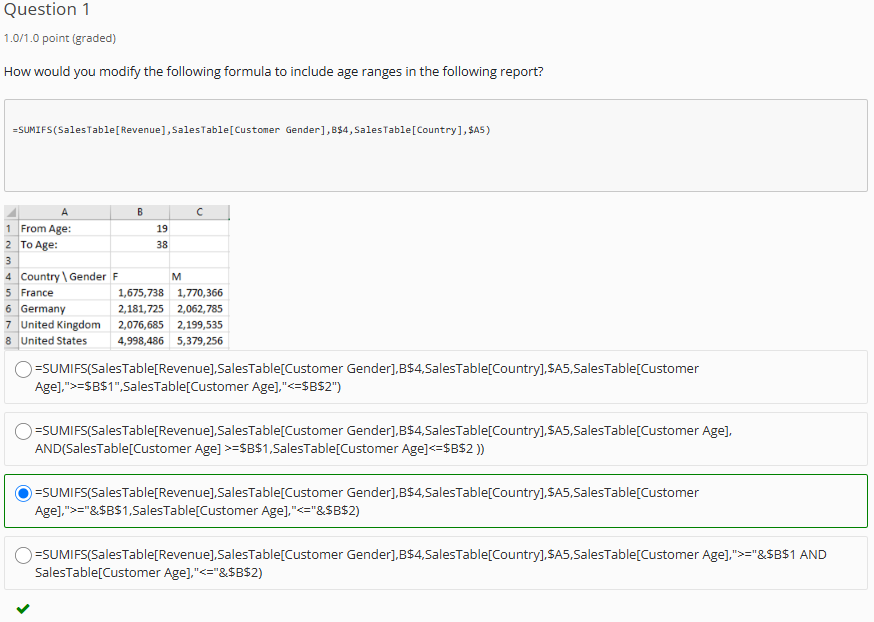 Question 1
1.0/1.0 point (graded)
How would you modify the following formula to include age ranges in the following report?
=SUMIFS(SalesTable[Revenue],SalesTable[Customer Gender],B$4,SalesTable[Country],$A5)
A B C
1 From Age: 19
2 To Age: 38
3
4 Country \ Gender F M
5 France 1,675,738 1,770,366
6 Germany 2,181,725 2,062,785
7 United Kingdom 2,076,685 2,199,535
8 United States 4,998,486 5,379,256
=SUMIFS(SalesTable[Revenue],SalesTable[Customer Gender],B$4,SalesTable[Country],$A5,SalesTable[Customer
Age],">=$B$1",SalesTable[Customer Age],"<=$B$2")
=SUMIFS(SalesTable[Revenue],SalesTable[Customer Gender],B$4,SalesTable[Country],$A5,SalesTable[Customer Age],
AND(SalesTable[Customer Age] >=$B$1,SalesTable[Customer Age]<=$B$2 ))
=SUMIFS(SalesTable[Revenue],SalesTable[Customer Gender],B$4,SalesTable[Country],$A5,SalesTable[Customer
Age],">="&$B$1,SalesTable[Customer Age],"<="&$B$2)
=SUMIFS(SalesTable[Revenue],SalesTable[Customer Gender],B$4,SalesTable[Country],$A5,SalesTable[Customer Age],">="&$B$1 AND
SalesTable[Customer Age],"<="&$B$2)